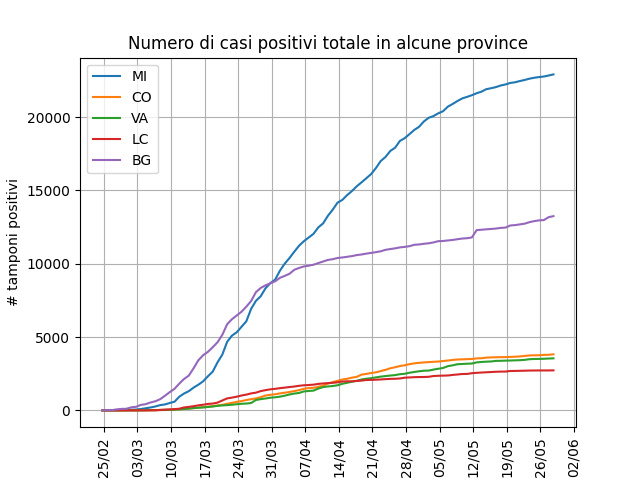 Numero di casi positivi totale in alcune province
MI
CO
VA
LC
BG
# tamponi positivi
20000
15000
10000
5000
0
25/02
03/03
10/03
17/03
24/03
31/03
07/04
14/04
21/04
28/04
05/05
12/05
19/05
26/05
02/06